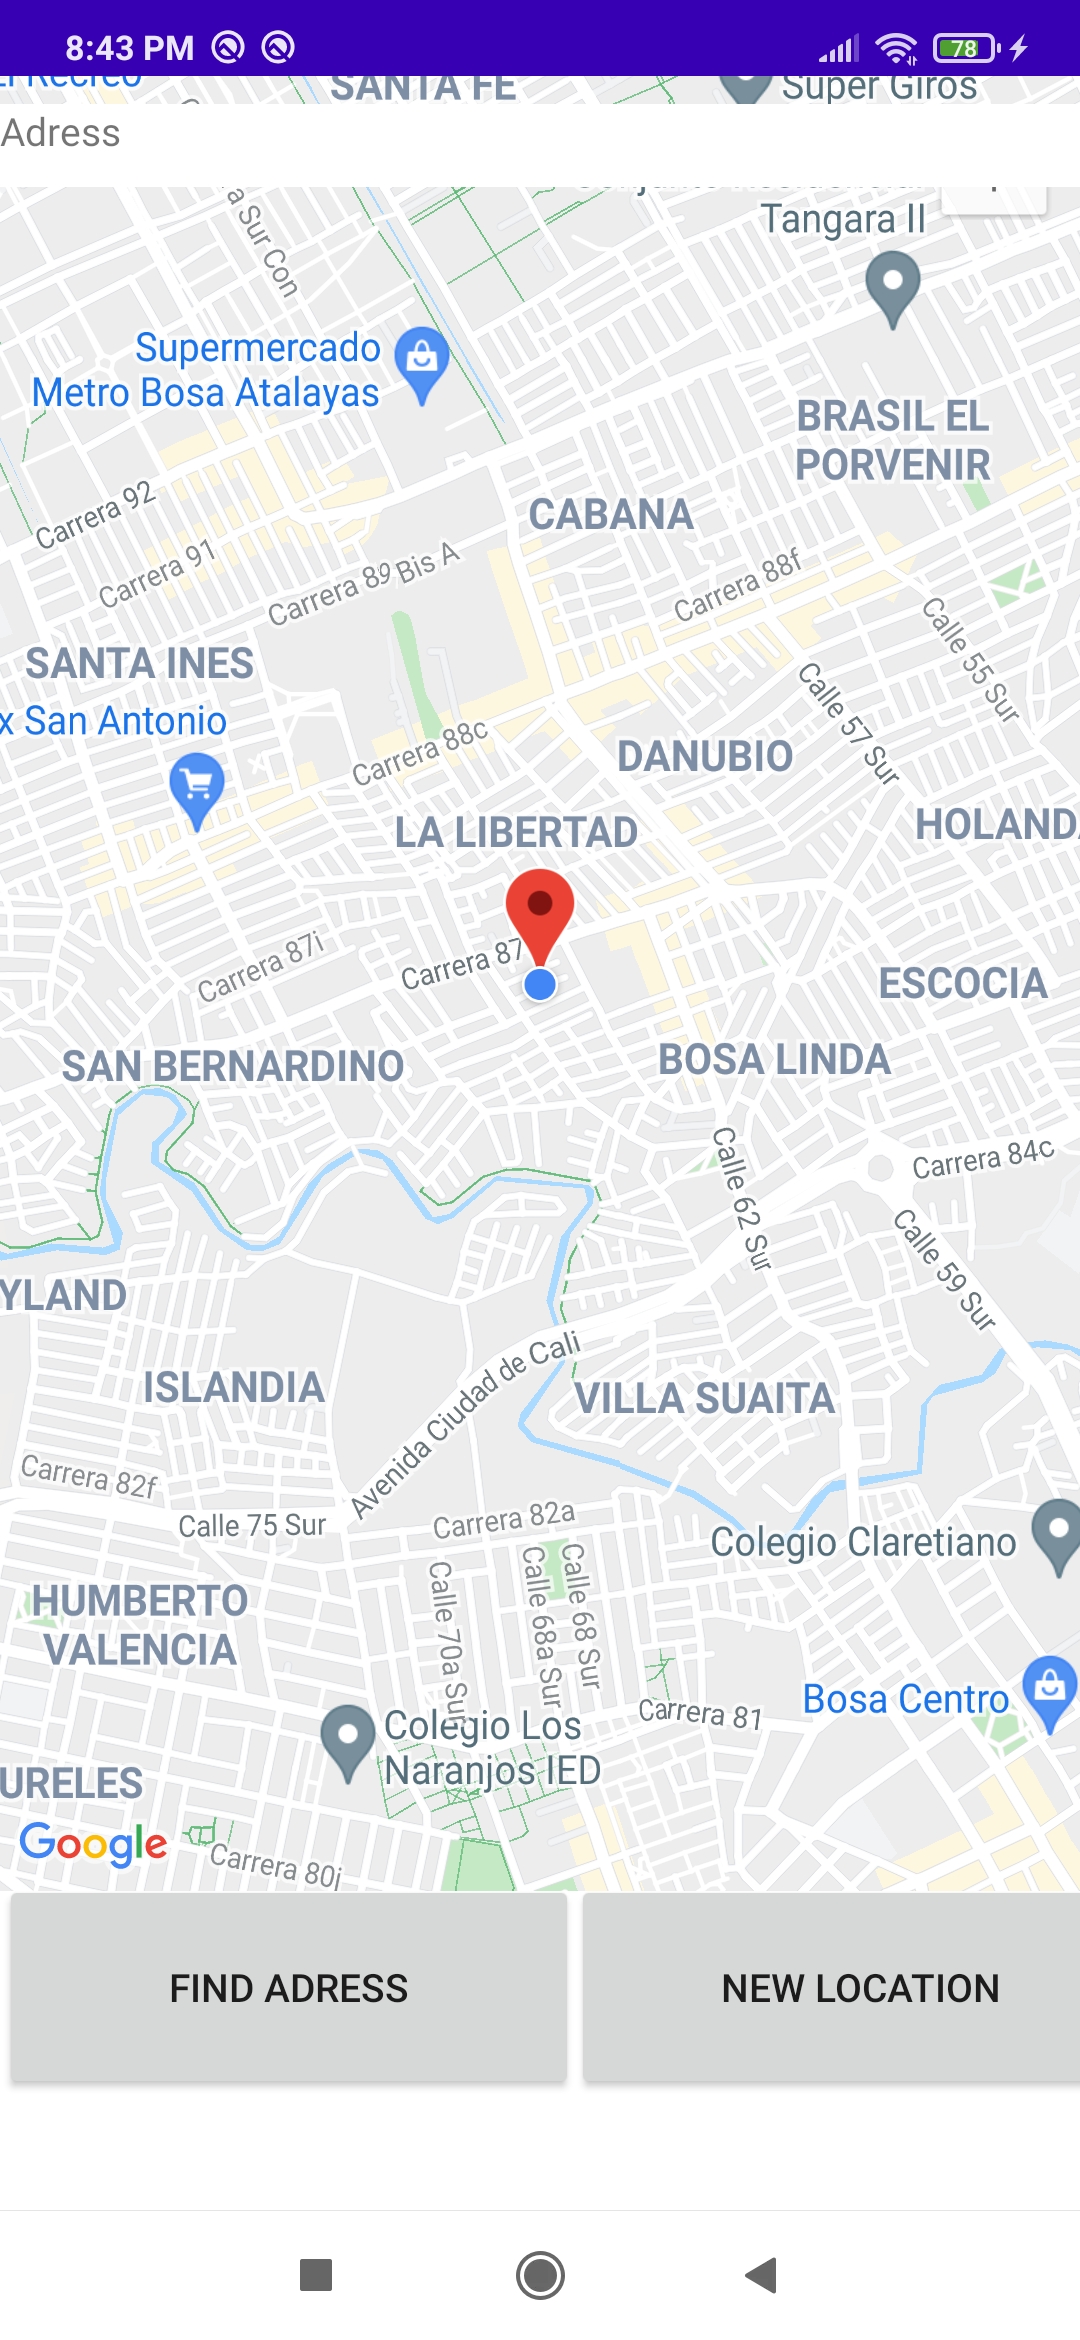 8:43 PM
78
El Recreo
SANTA FE
Super Giros
Adress
Tangara II
a Sur Con
Supermercado
Metro Bosa Atalayas
BRASIL EL
PORVENIR
Carrera 92
CABANA
Carrera 91
Carrera 89 Bis A
Carrera 88f
Calle 55 Sur
SANTA INES
x San Antonio
Calle 57 Sur
Carrera 88c
DANUBIO
LA LIBERTAD
HOLANDA
Carrera 87i
Carrera 87
ESCOCIA
SAN BERNARDINO
BOSA LINDA
Calle 62 Sur
Carrera 84c
Calle 59 Sur
YLAND
Avenida Ciudad de Cali
ISLANDIA
VILLA SUAITA
Carrera 82f
Calle 75 Sur
Carrera 82a
Colegio Claretiano
Calle 70a Sur
Calle 68a Sur
Calle 68 Sur
HUMBERTO
VALENCIA
Bosa Centro
Carrera 81
Colegio Los
Naranjos IED
URELES
Google
Carrera 80j
FIND ADRESS
NEW LOCATION